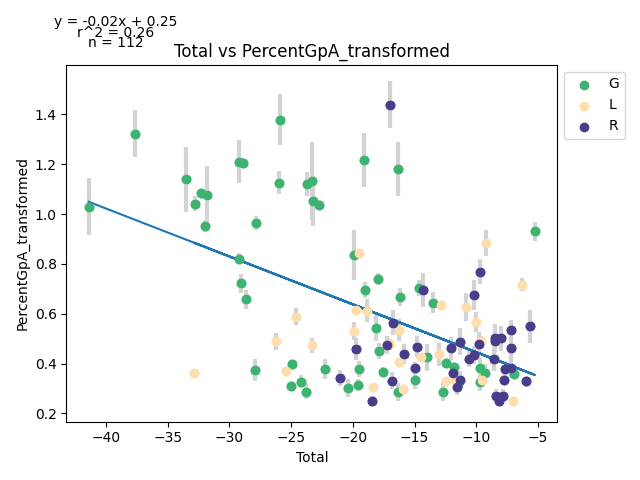 y = -0.02x + 0.25
r^2 = 0.26
n = 112
Total vs PercentGpA_transformed
G
L
R
PercentGpA_transformed
1.4
1.2
1.0
0.8
0.6
0.4
0.2
−40 −35 −30 −25 −20 −15 −10 −5
Total